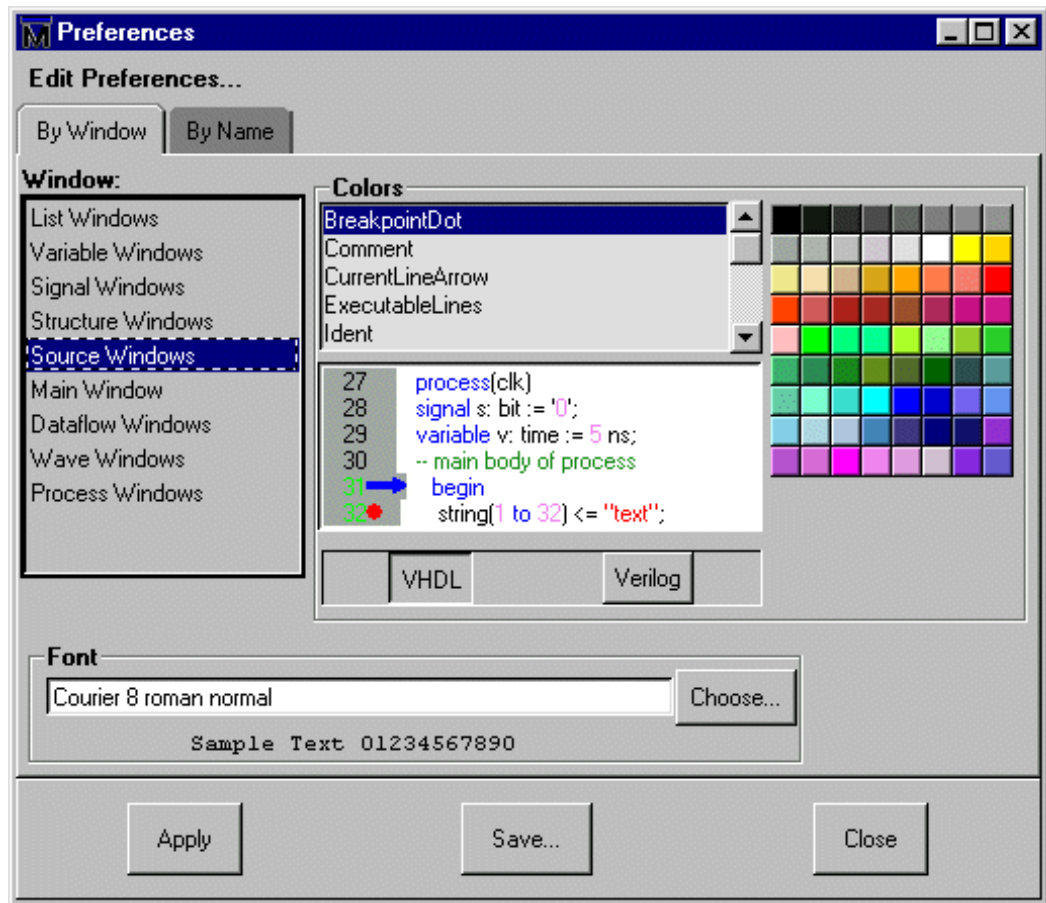 Preferences
Edit Preferences...
By Window By Name
Window:
List Windows
Variable Windows
Signal Windows
Structure Windows
Source Windows
Main Window
Dataflow Windows
Wave Windows
Process Windows
Colors
BreakpointDot
Comment
CurrentLineArrow
ExecutableLines
Ident
27 process(clk)
28 signal s: bit := '0';
29 variable v: time := 5 ns;
30 -- main body of process
31 begin
32 string(1 to 32) <= "text";
VHDL Verilog
Font
Courier 8 roman normal Choose...
Sample Text 01234567890
Apply Save... Close